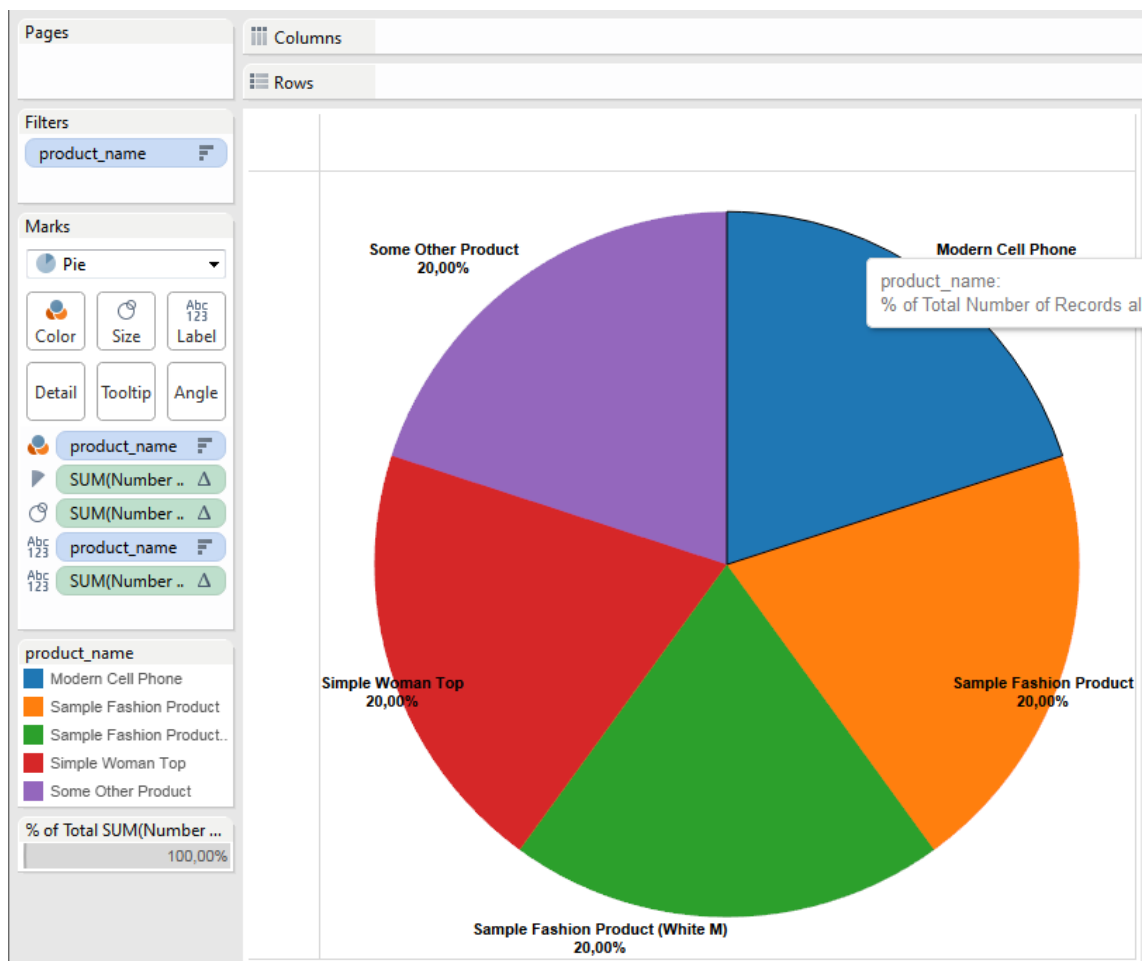 Pages
Columns
Rows
Filters
product_name
Marks
Pie
Color
Size
Abc
123
Label
Detail
Tooltip
Angle
product_name
SUM(Number ..
SUM(Number ..
Abc
123
product_name
Abc
123
SUM(Number ..
product_name
Modern Cell Phone
Sample Fashion Product
Sample Fashion Product..
Simple Woman Top
Some Other Product
% of Total SUM(Number ...
100,00%
Some Other Product
20,00%
Modern Cell Phone
product_name:
% of Total Number of Records al
Simple Woman Top
20,00%
Sample Fashion Product
20,00%
Sample Fashion Product (White M)
20,00%